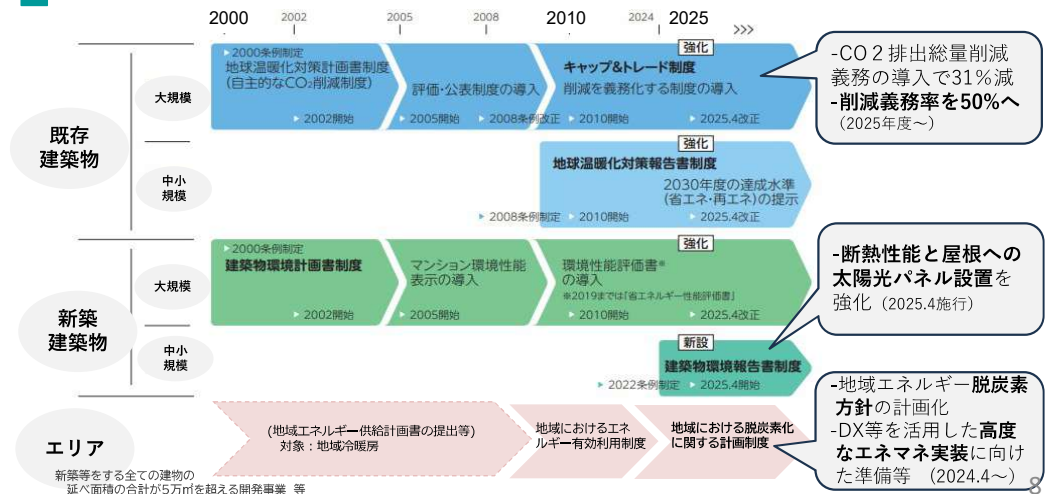 2000
2002
2005
2008
2010
2024
2025
>>>
既存
建築物
大規模
▶2000条例制定
地球温暖化対策計画書制度
(自主的なCO₂削減制度)
▶ 2002開始
評価・公表制度の導入
▶ 2005開始
▶ 2008条例改正
強化
キャップ&トレード制度
削減を義務化する制度の導入
▶ 2010開始
▶ 2025.4改正
-CO2排出総量削減
義務の導入で31%減
-削減義務率を50%へ
(2025年度~)
中小
規模
強化
地球温暖化対策報告書制度
2030年度の達成水準
(省エネ・再エネ)の提示
▶ 2008条例制定
▶ 2010開始
▶ 2025.4改正
新築
建築物
大規模
▶2000条例制定
建築物環境計画書制度
▶ 2002開始
マンション環境性能
表示の導入
▶ 2005開始
強化
環境性能評価書※
の導入
※2019までは「省エネルギー性能評価書」
▶ 2010開始
▶ 2025.4改正
-断熱性能と屋根への
太陽光パネル設置を
強化 (2025.4施行)
中小
規模
新設
建築物環境報告書制度
▶ 2022条例制定
▶ 2025.4開始
エリア
新築等をする全ての建物の
延べ面積の合計が5万㎡を超える開発事業 等
(地域エネルギー供給計画書の提出等)
対象:地域冷暖房
地域におけるエネ
ルギー有効利用制度
地域における脱炭素化
に関する計画制度
-地域エネルギー脱炭素
方針の計画化
-DX等を活用した高度
なエネマネ実装に向け
た準備等 (2024.4~)
8